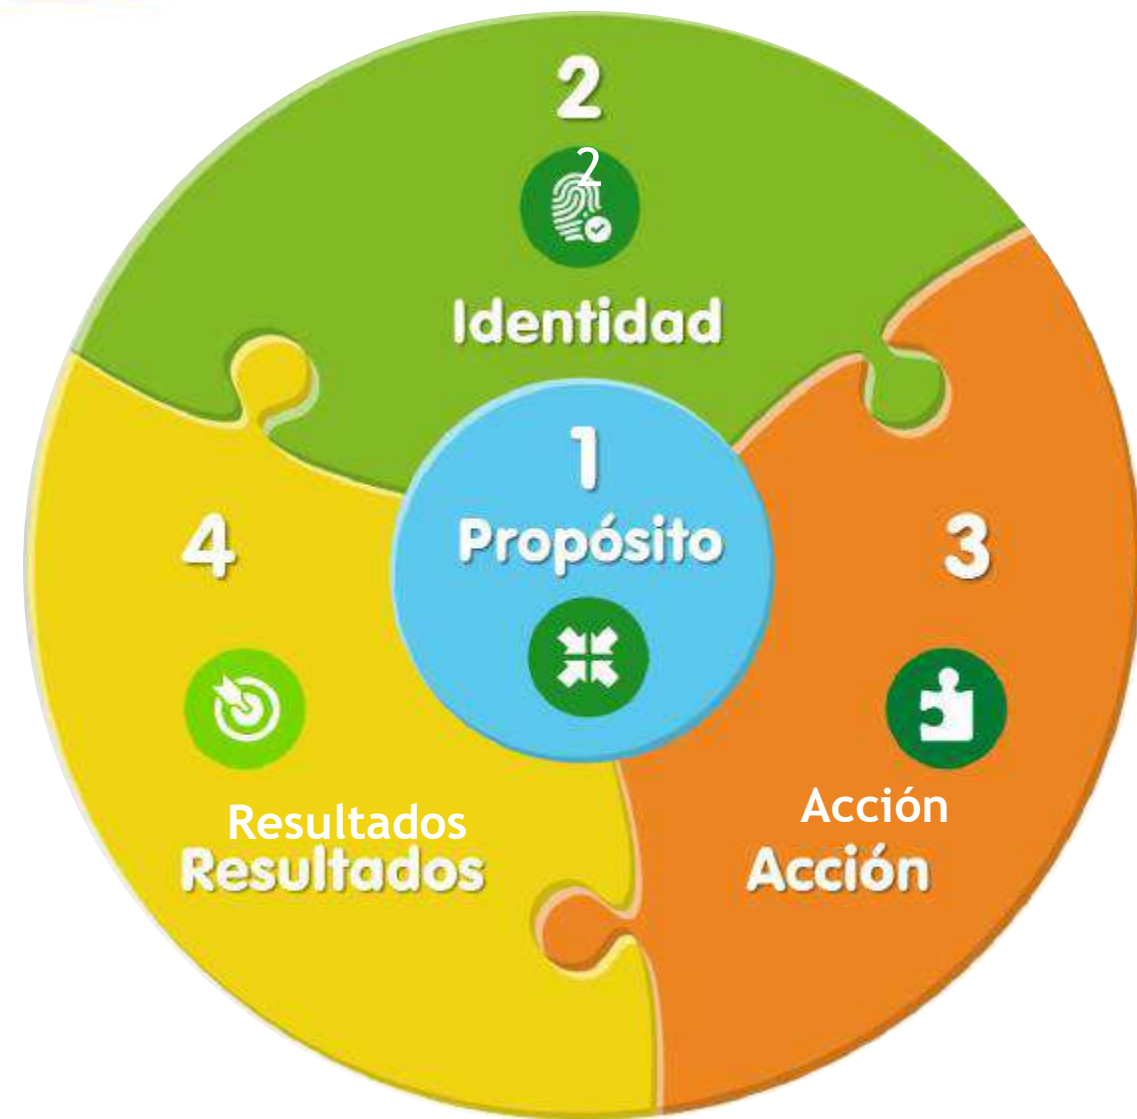 2
2
Identidad
1
Propósito
4
3
Resultados
Resultados
Acción
Acción